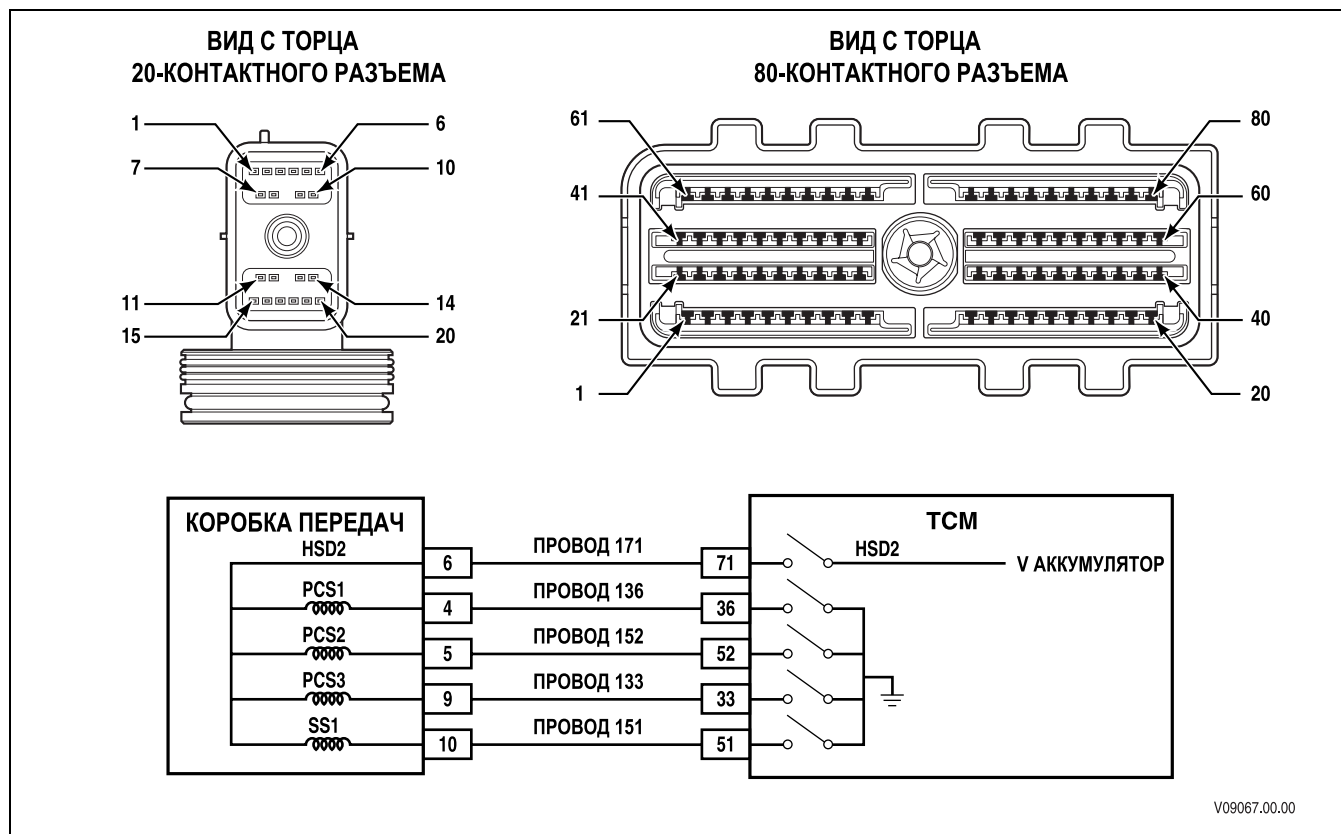 ВИД С ТОРЦА
20-КОНТАКТНОГО РАЗЪЕМА
1
6
7
10
11
14
15
20
ВИД С ТОРЦА
80-КОНТАКТНОГО РАЗЪЕМА
61
80
41
60
21
40
1
20
КОРОБКА ПЕРЕДАЧ
TCM
HSD2
6
ПРОВОД 171
71
HSD2
V АККУМУЛЯТОР
PCS1
4
ПРОВОД 136
36
PCS2
5
ПРОВОД 152
52
PCS3
9
ПРОВОД 133
33
SS1
10
ПРОВОД 151
51
V09067.00.00